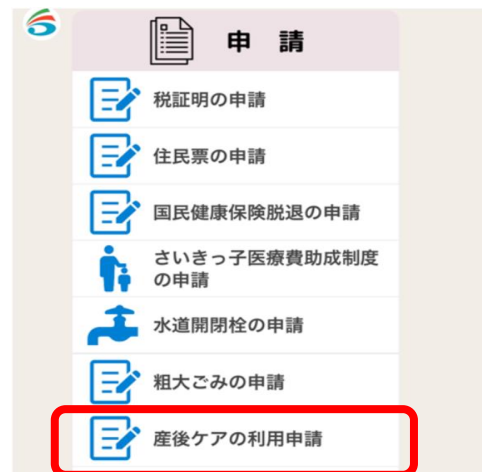 申 請
税証明の申請
住民票の申請
国民健康保険脱退の申請
さいきっ子医療費助成制度
の申請
水道開閉栓の申請
粗大ごみの申請
産後ケアの利用申請